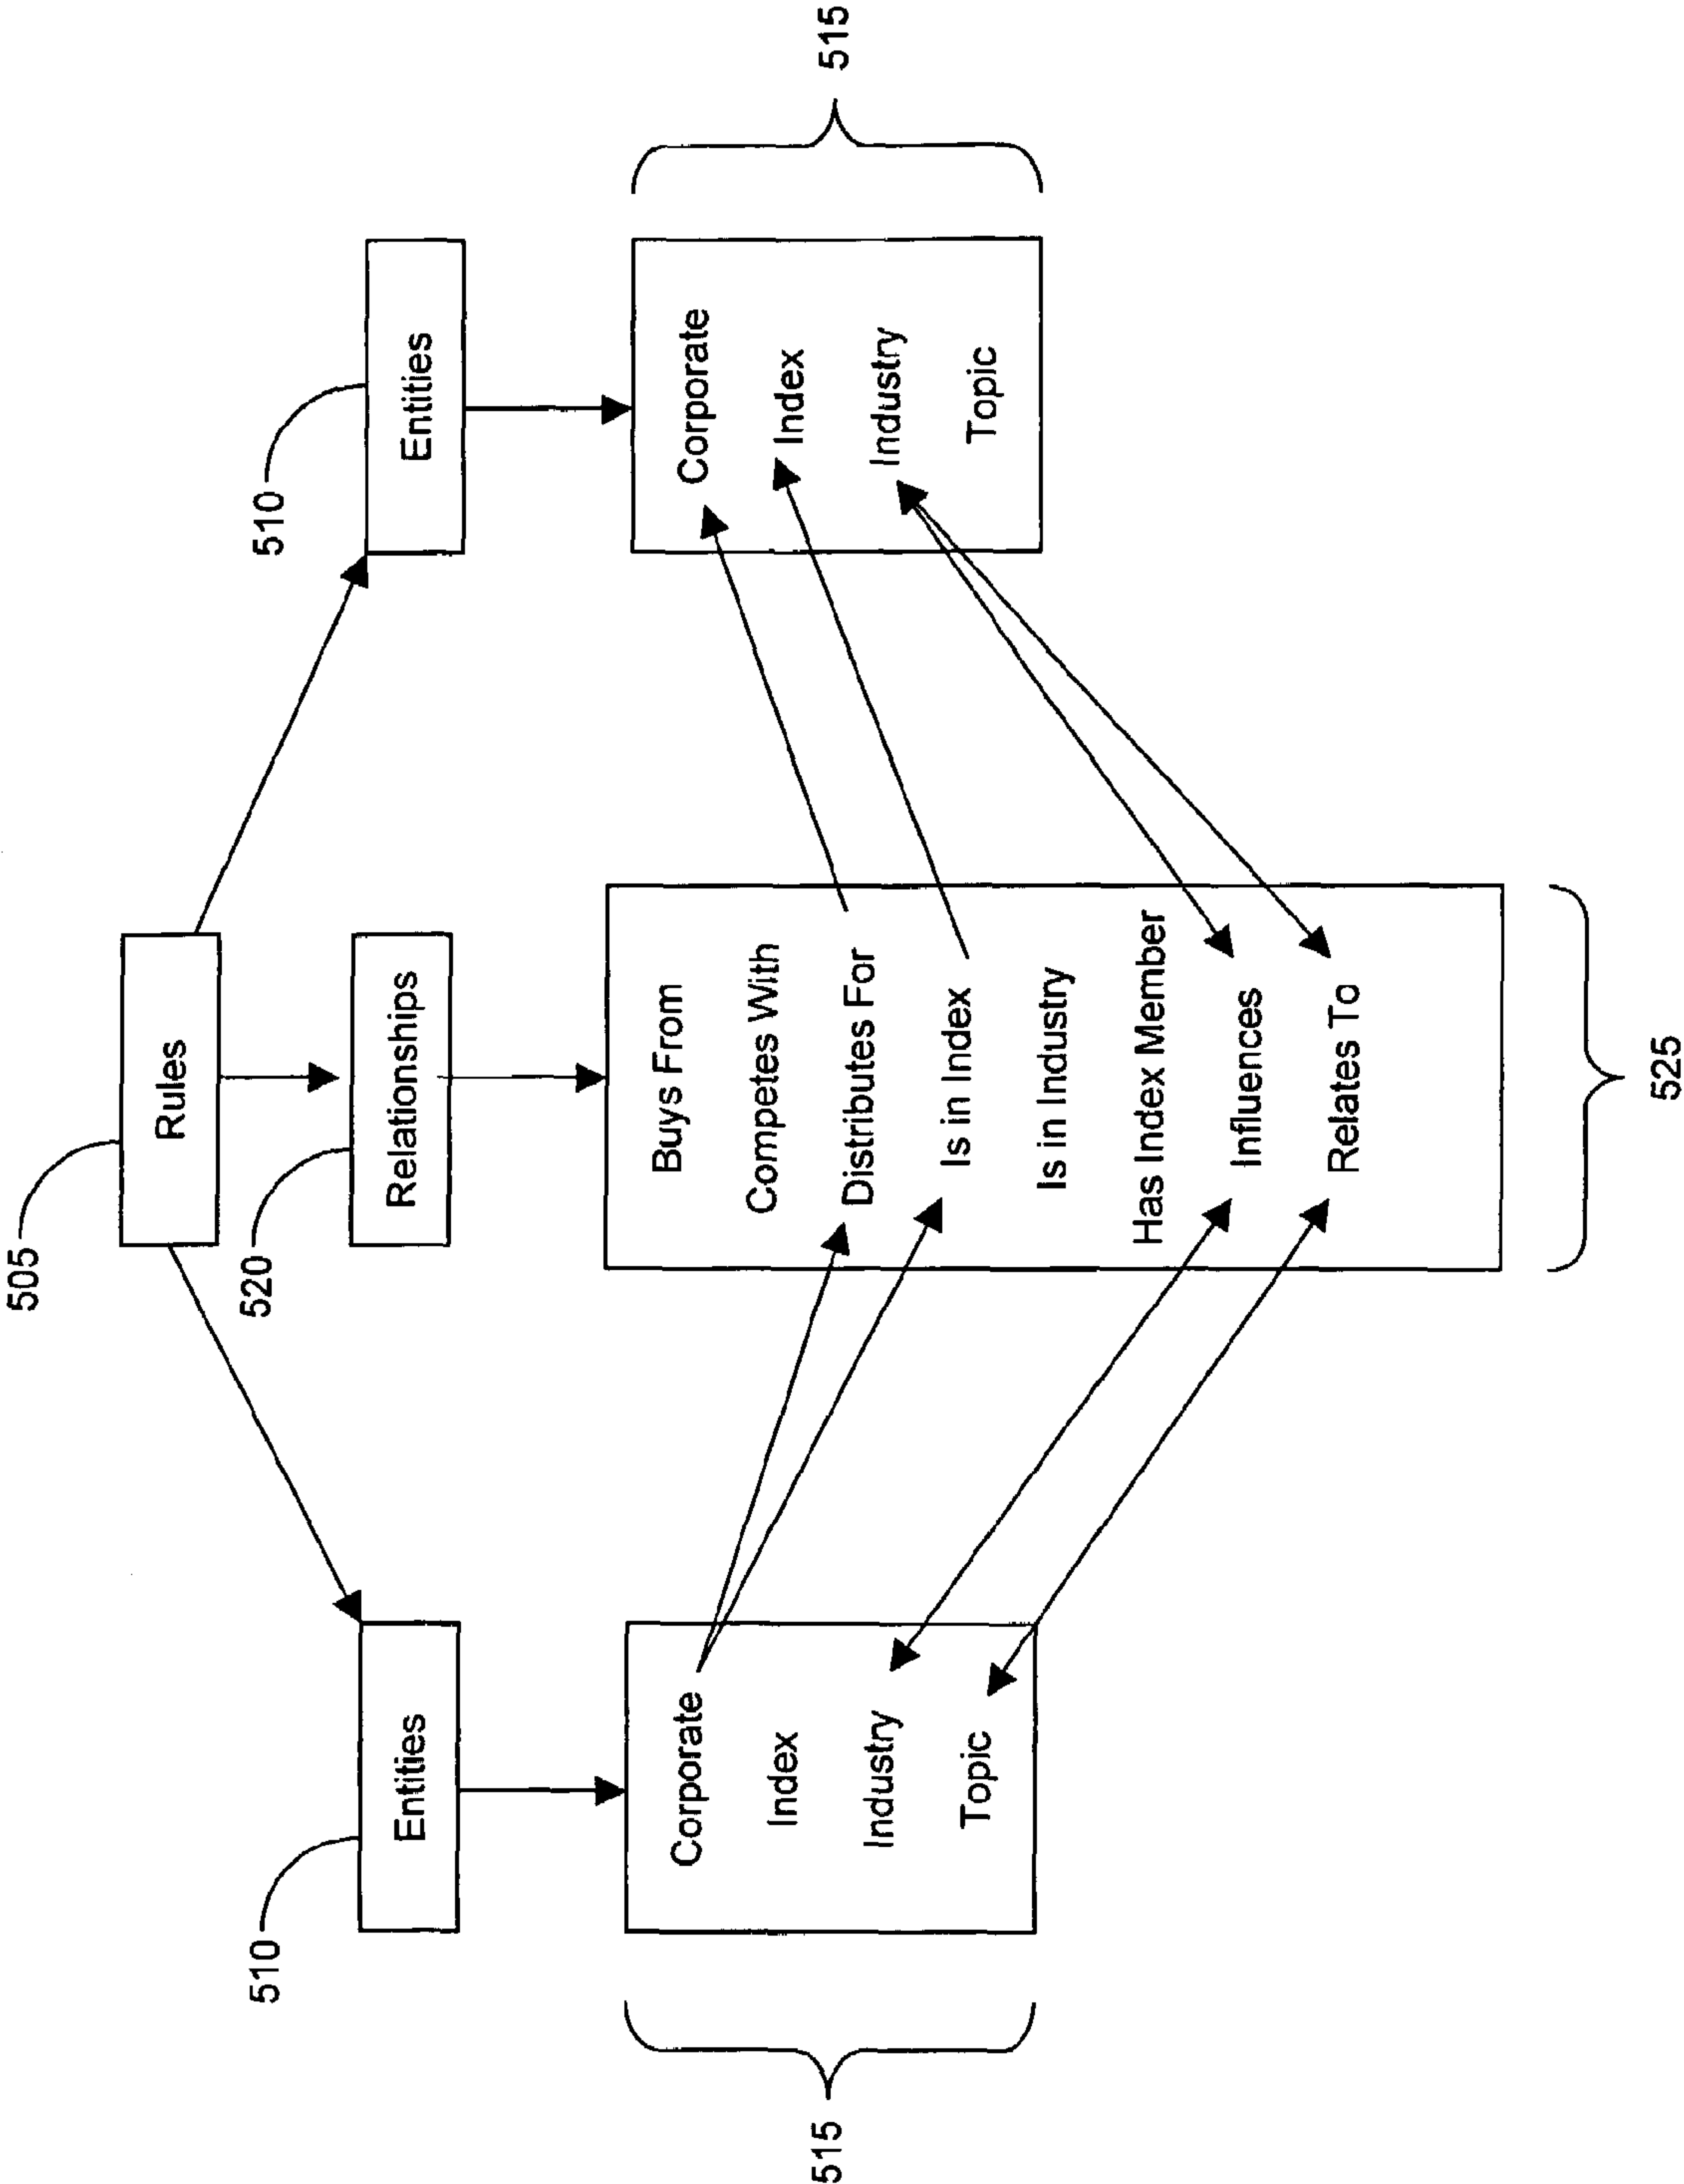 505
Rules
510
Entities
520
Relationships
510
Entities
515
Corporate
Index
Industry
Topic
Buys From
Competes With
Distributes For
Is in Index
Is in Industry
Has Index Member
Influences
Relates To
525
Corporate
Index
Industry
Topic
515